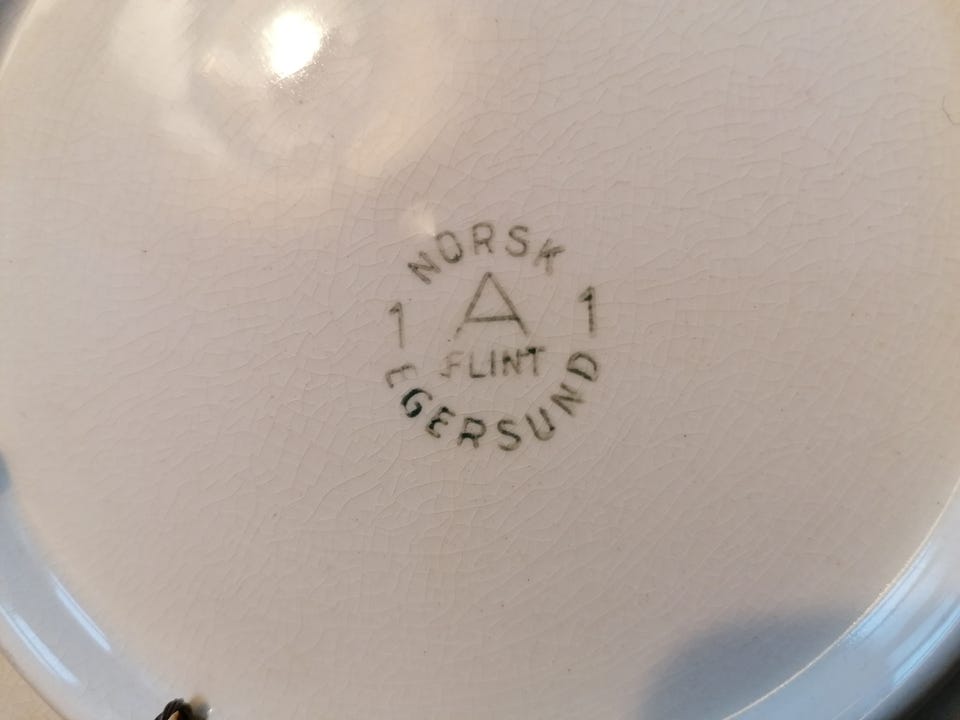 NORSK
1 A 1
FLINT
EGERSUND